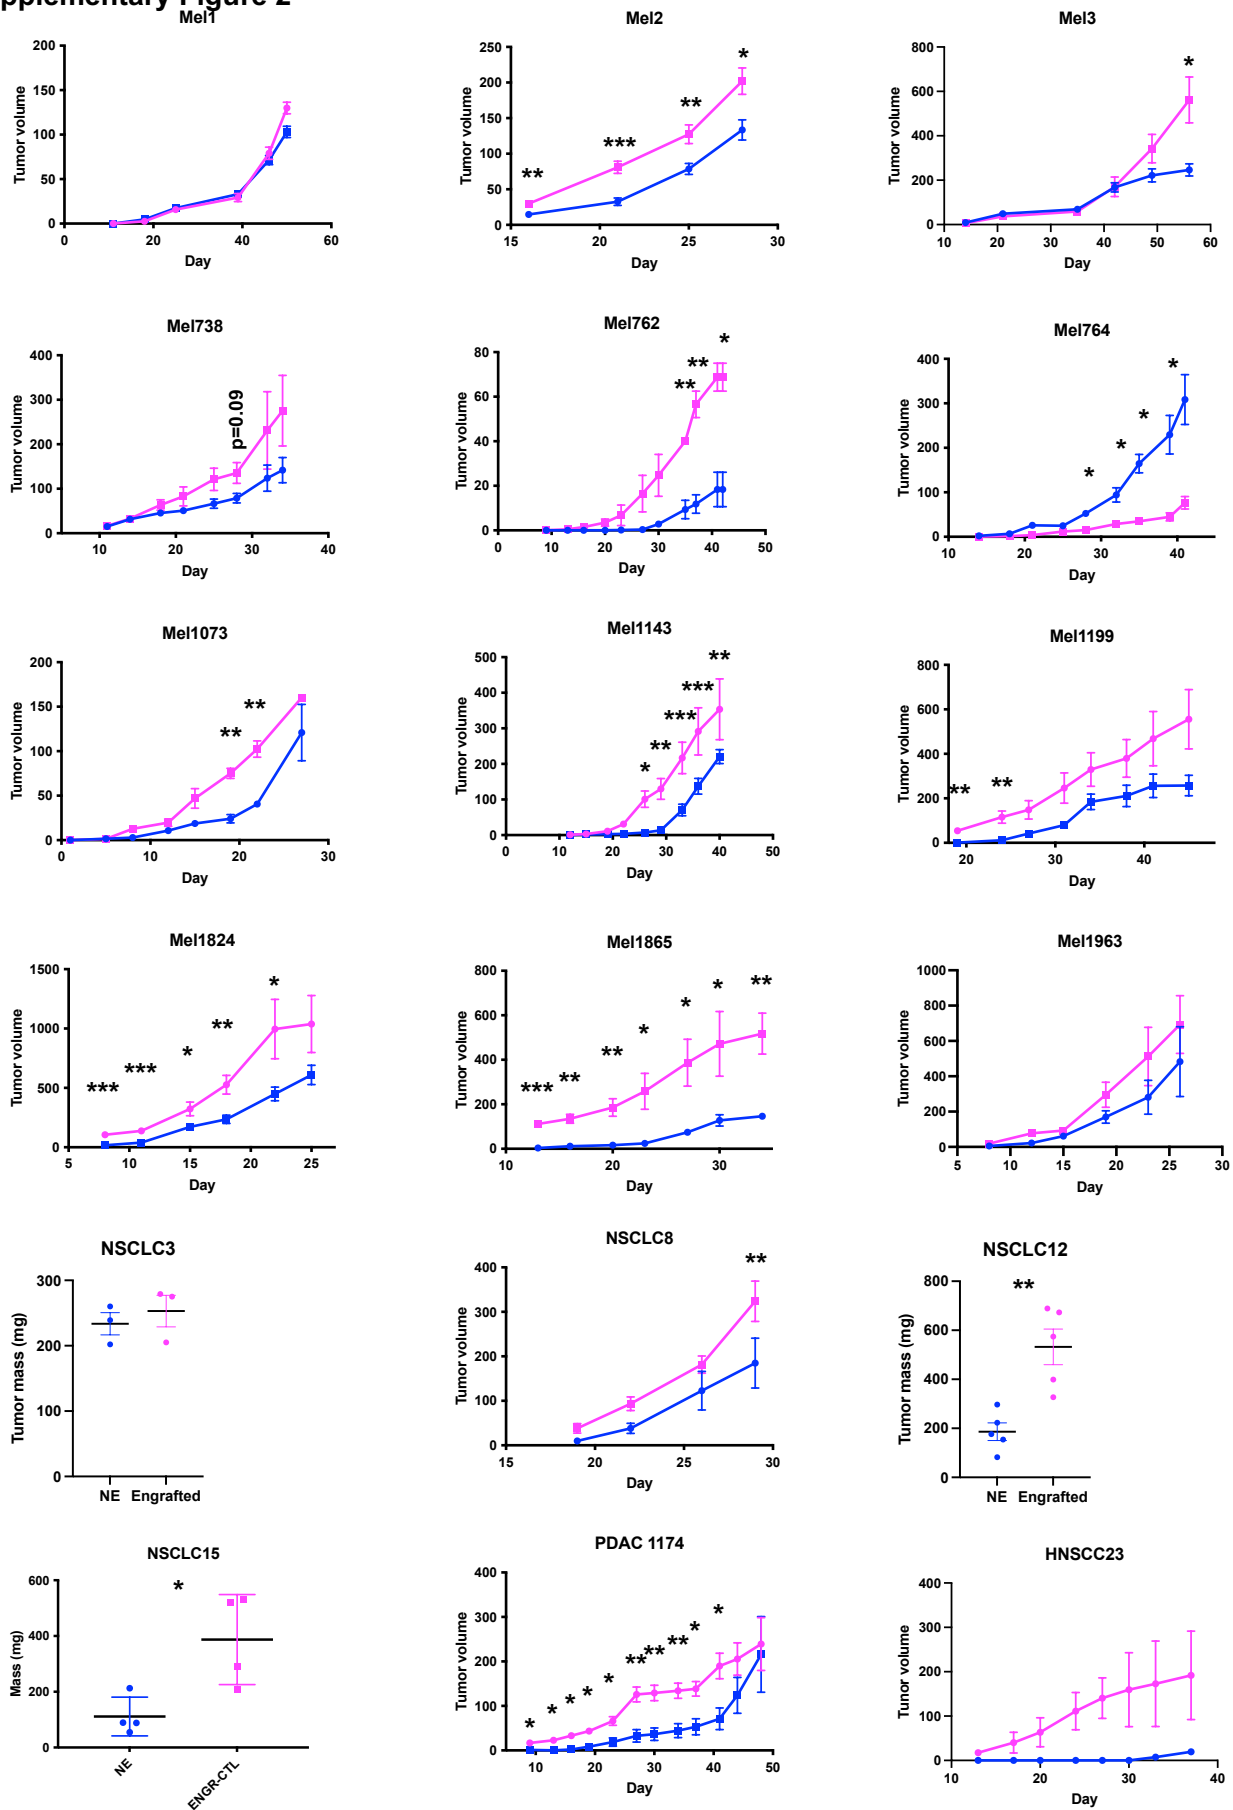 pplementary Figure 2
Mel1
Tumor volume
200
150
100
50
0
0 20 40 60
Day
Mel2
Tumor volume
250
200
150
100
50
0
** *** ** *
15 20 25 30
Day
Mel3
Tumor volume
800
600
400
200
0
*
10 20 30 40 50 60
Day
Mel738
Tumor volume
400
300
200
100
0
p=0.09
10 20 30 40
Day
Mel762
Tumor volume
80
60
40
20
0
** ** *
0 10 20 30 40 50
Day
Mel764
Tumor volume
400
300
200
100
0
* * * *
10 20 30 40
Day
Mel1073
Tumor volume
200
150
100
50
0
** **
0 10 20 30
Day
Mel1143
Tumor volume
500
400
300
200
100
0
* ** *** *** **
0 10 20 30 40 50
Day
Mel1199
Tumor volume
800
600
400
200
0
** **
20 30 40
Day
Mel1824
Tumor volume
1500
1000
500
0
*** *** * ** *
5 10 15 20 25
Day
Mel1865
Tumor volume
800
600
400
200
0
*** ** ** * * * **
10 20 30
Day
Mel1963
Tumor volume
1000
800
600
400
200
0
5 10 15 20 25 30
Day
NSCLC3
Tumor mass (mg)
300
200
100
0
NE Engrafted
NSCLC8
Tumor volume
400
300
200
100
0
**
15 20 25 30
Day
NSCLC12
Tumor mass (mg)
800
600
400
200
0
**
NE Engrafted
NSCLC15
Mass (mg)
600
400
200
0
*
NE ENGR-CTL
PDAC 1174
Tumor volume
400
300
200
100
0
* * * * * ** ** ** * *
10 20 30 40 50
Day
HNSCC23
Tunor volume
400
300
200
100
0
10 20 30 40
Day